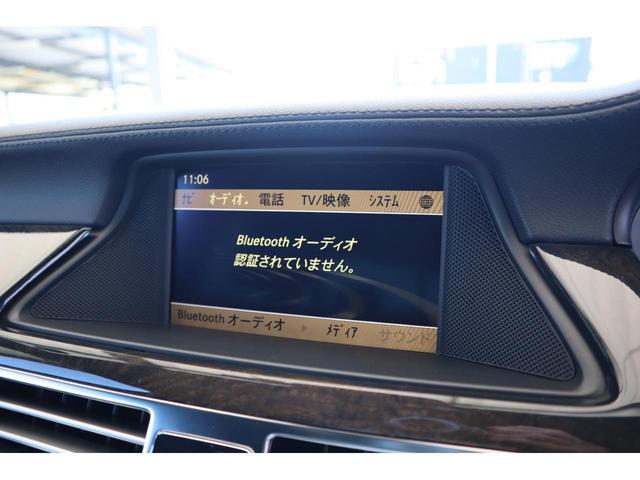 11:06
ナビ オーディオ 電話 TV/映像 システム
Bluetooth オーディオ
認証されていません。
Bluetooth オーディオ メディア サウンド